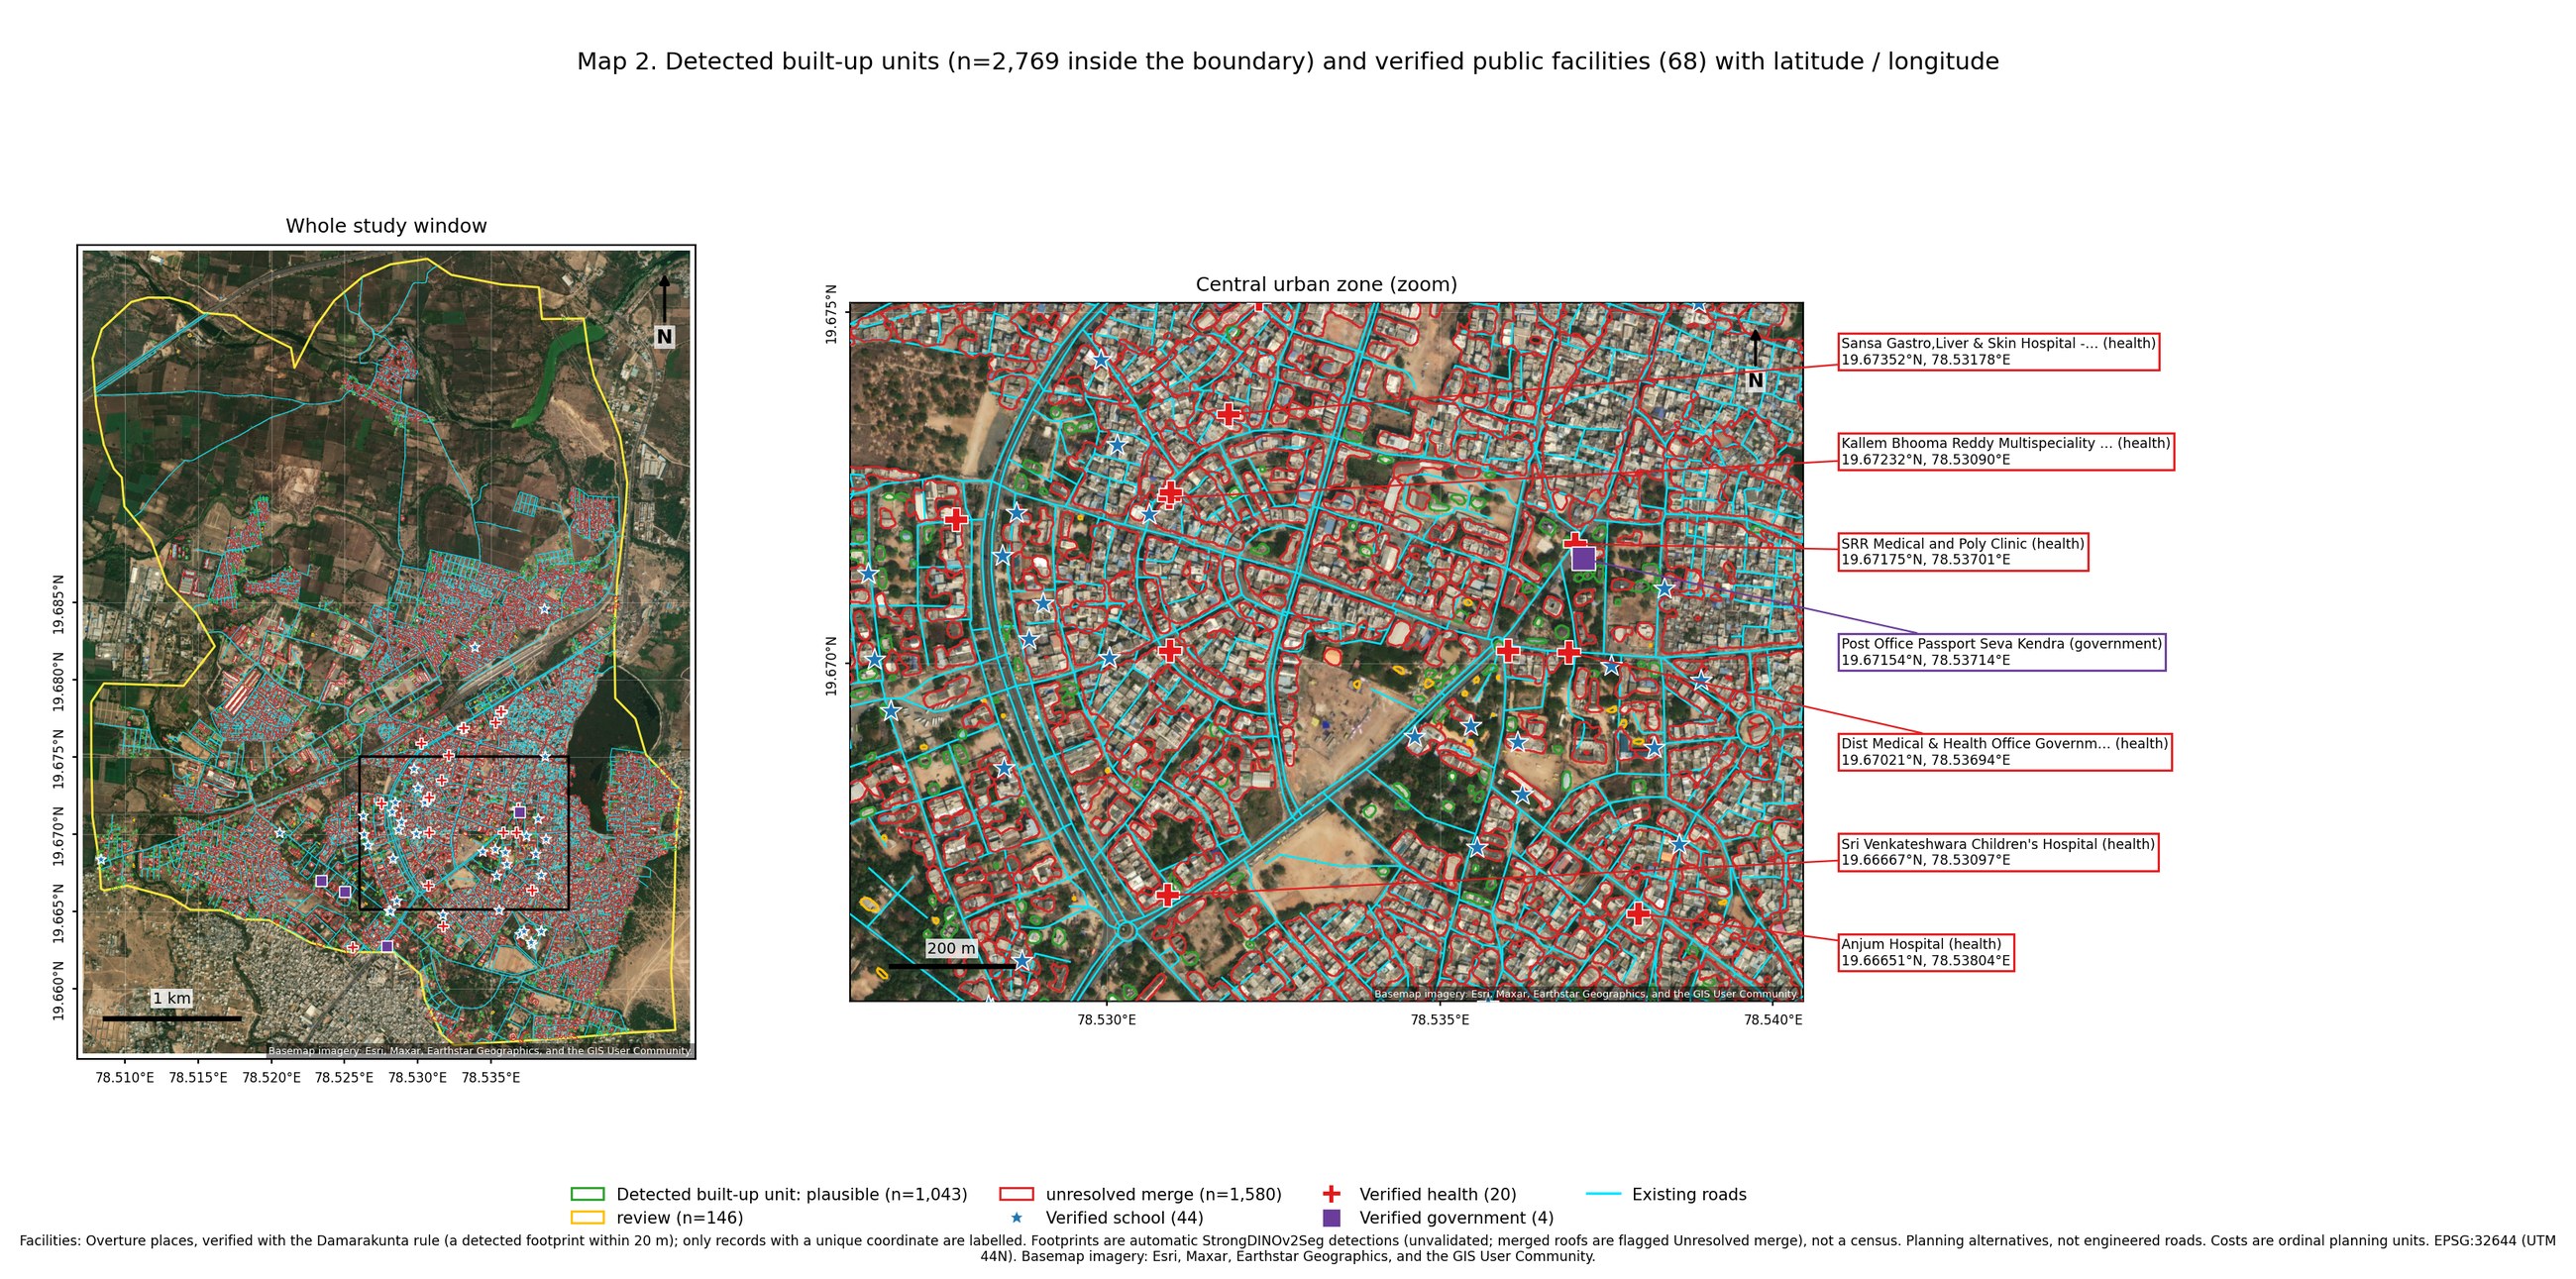 Map 2. Detected built-up units (n=2,769 inside the boundary) and verified public facilities (68) with latitude / longitude
Whole study window
N
19.685°N
19.680°N
19.675°N
19.670°N
19.665°N
19.660°N
1 km
Basemap imagery: Esri, Maxar, Earthstar Geographics, and the GIS User Community
78.510°E 78.515°E 78.520°E 78.525°E 78.530°E 78.535°E
Central urban zone (zoom)
19.675°N
19.670°N
N
200 m
Basemap imagery: Esri, Maxar, Earthstar Geographics, and the GIS User Community
78.530°E 78.535°E 78.540°E
Sansa Gastro,Liver & Skin Hospital -... (health)
19.67352°N, 78.53178°E
Kallem Bhooma Reddy Multispeciality ... (health)
19.67232°N, 78.53090°E
SRR Medical and Poly Clinic (health)
19.67175°N, 78.53701°E
Post Office Passport Seva Kendra (government)
19.67154°N, 78.53714°E
Dist Medical & Health Office Governm... (health)
19.67021°N, 78.53694°E
Sri Venkateshwara Children's Hospital (health)
19.66667°N, 78.53097°E
Anjum Hospital (health)
19.66651°N, 78.53804°E
Detected built-up unit: plausible (n=1,043)
review (n=146)
unresolved merge (n=1,580)
Verified school (44)
Verified health (20)
Verified government (4)
Existing roads
Facilities: Overture places, verified with the Damarakunta rule (a detected footprint within 20 m); only records with a unique coordinate are labelled. Footprints are automatic StrongDINOv2Seg detections (unvalidated; merged roofs are flagged Unresolved merge), not a census. Planning alternatives, not engineered roads. Costs are ordinal planning units. EPSG:32644 (UTM
44N). Basemap imagery: Esri, Maxar, Earthstar Geographics, and the GIS User Community.